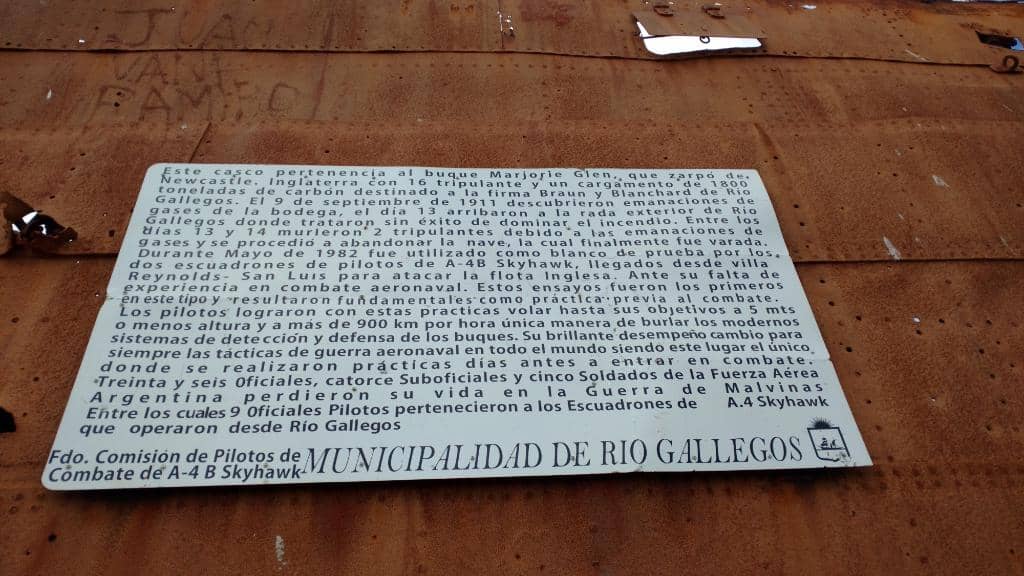 JUAN
VANE
Este casco pertenencia al buque Marjorie Glen, que zarpó de,
Newcastle. Inglaterra con 16 tripulante y un cargamento de 1800
toneladas de carbón destinado a la firma Braun y Blanchard de Río
Gallegos. El 9 de septiembre de 1911 descubrieron emanaciones de
gases de la bodega, el día 13 arribaron a la rada exterior de Río
Gallegos donde trataron sin éxito de dominar el incendio. Entre los
días 13 y 14 murieron 2 tripulantes debido a las emanaciones de
gases y se procedió a abandonar la nave, la cual finalmente fue varada.
Durante Mayo de 1982 fue utilizado como blanco de prueba por los
dos escuadrones de pilotos de A-4B Skyhawk, llegados desde villa
Reynolds- San Luis para atacar la flota Inglesa. Ante su falta de
experiencia en combate aeronaval. Estos ensayos fueron los primeros
en este tipo y resultaron fundamentales como práctica previa al combate.
Los pilotos lograron con estas practicas volar hasta sus objetivos a 5 mts
o menos altura y a más de 900 km por hora única manera de burlar los modernos
sistemas de detección y defensa de los buques. Su brillante desempeño cambio para
siempre las tácticas de guerra aeronaval en todo el mundo siendo este lugar el único,
donde se realizaron prácticas días antes a entrar en combate.
Treinta y seis Oficiales, catorce Suboficiales y cinco Soldados de la Fuerza Aérea
Argentina perdieron su vida en la Guerra de Malvinas
Entre los cuales 9 Oficiales Pilotos pertenecieron a los Escuadrones de A.4 Skyhawk
que operaron desde Río Gallegos
Fdo. Comisión de Pilotos de
Combate de A-4 B Skyhawk
MUNICIPALIDAD DE RIO GALLEGOS